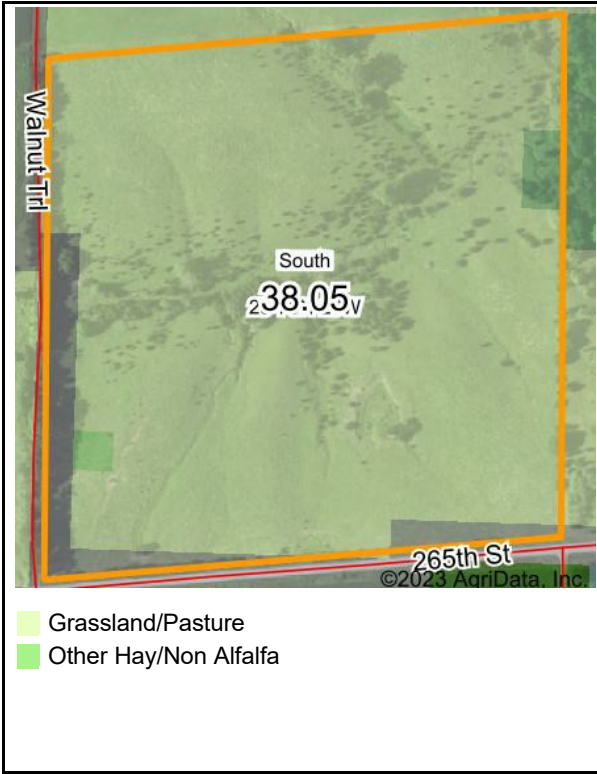 Walnut Trl
South
38.05
265th St
©2023 AgriData, Inc.
Grassland/Pasture
Other Hay/Non Alfalfa